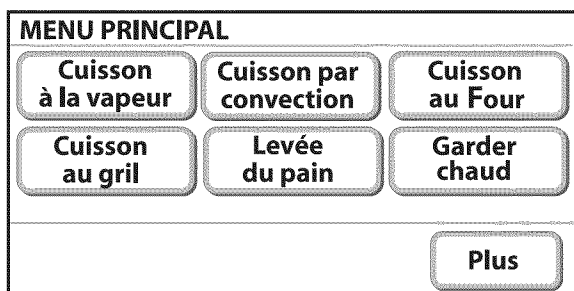 MENU PRINCIPAL
Cuisson
à la vapeur
Cuisson par
convection
Cuisson
au Four
Cuisson
au gril
Levée
du pain
Garder
chaud
Plus